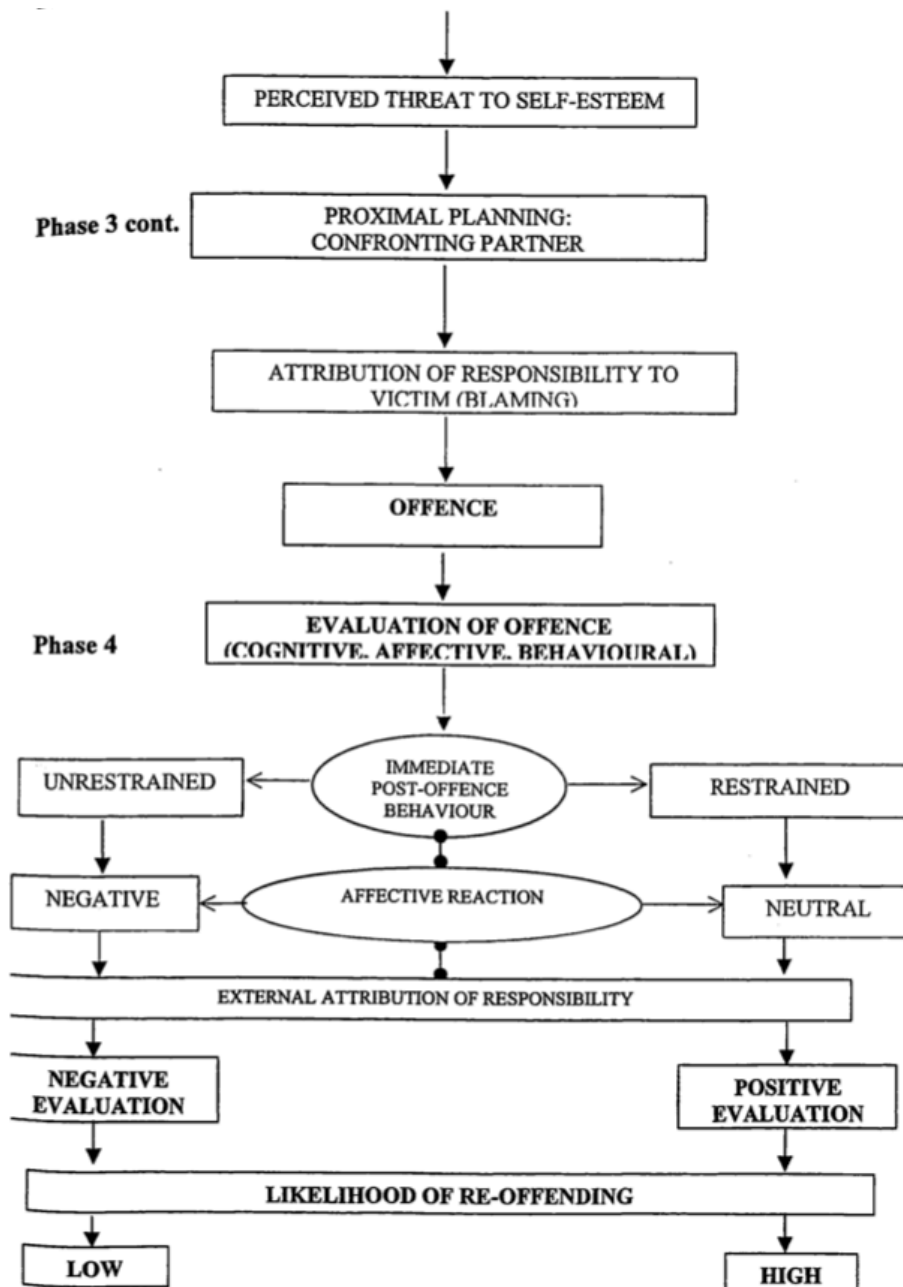 PERCEIVED THREAT TO SELF-ESTEEM
Phase 3 cont.
PROXIMAL PLANNING:
CONFRONTING PARTNER
ATTRIBUTION OF RESPONSIBILITY TO
VICTIM (BLAMING)
OFFENCE
Phase 4
EVALUATION OF OFFENCE
(COGNITIVE, AFFECTIVE, BEHAVIOURAL)
IMMEDIATE
POST-OFFENCE
BEHAVIOUR
UNRESTRAINED
RESTRAINED
NEGATIVE
AFFECTIVE REACTION
NEUTRAL
EXTERNAL ATTRIBUTION OF RESPONSIBILITY
NEGATIVE
EVALUATION
POSITIVE
EVALUATION
LIKELIHOOD OF RE-OFFENDING
LOW
HIGH